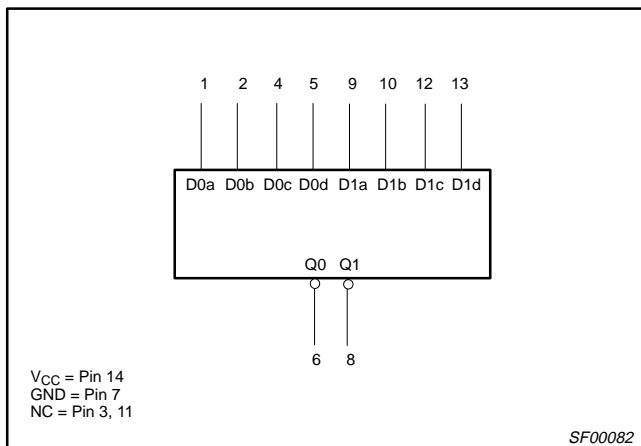 1 2 4 5 9 10 12 13
D0a D0b D0c D0d D1a D1b D1c D1d
Q0 Q1
6 8
VCC = Pin 14
GND = Pin 7
NC = Pin 3, 11
SF00082